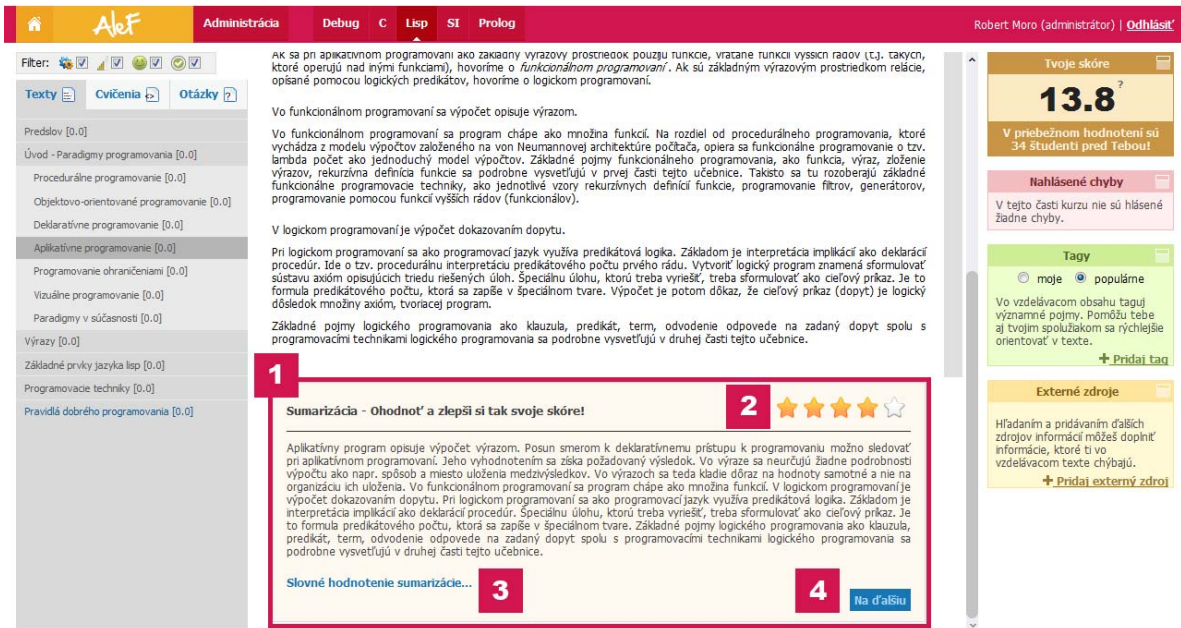 AleF
Administrácia Debug C Lisp SI Prolog
Robert Moro (administrátor) | Odhlásiť
Filter:
Texty Cvičenia Otázky
Predslov [0.0]
Úvod - Paradigmy programovania [0.0]
Procedurálne programovanie [0.0]
Objektovo-orientované programovanie [0.0]
Deklaratívne programovanie [0.0]
Aplikatívne programovanie [0.0]
Programovanie ohraničeniami [0.0]
Vizuálne programovanie [0.0]
Paradigmy v súčasnosti [0.0]
Výrazy [0.0]
Základné prvky jazyka lisp [0.0]
Programovacie techniky [0.0]
Pravidlá dobrého programovania [0.0]
Ak sa pri aplikatívnom programovaní ako základný výrazový prostriedok použijú funkcie, vrátane funkcií vyšších rádov (t.j. takých,
ktoré operujú nad inými funkciami), hovoríme o funkcionálnom programovaní. Ak sú základným výrazovým prostriedkom relácie,
opísané pomocou logických predikátov, hovoríme o logickom programovaní.
Vo funkcionálnom programovaní sa výpočet opisuje výrazom.
Vo funkcionálnom programovaní sa program chápe ako množina funkcií. Na rozdiel od procedurálneho programovania, ktoré
vychádza z modelu výpočtov založeného na von Neumannovej architektúre počítača, opiera sa funkcionálne programovanie o tzv.
lambda počet ako jednoduchý model výpočtov. Základné pojmy funkcionálneho programovania, ako funkcia, výraz, zloženie
výrazov, rekurzívna definícia funkcie sa podrobne vysvetľujú v prvej časti tejto učebnice. Takisto sa tu rozoberajú základné
funkcionálne programovacie techniky, ako jednotlivé vzory rekurzívnych definícií funkcie, programovanie filtrov, generátorov,
programovanie pomocou funkcií vyšších rádov (funkcionálov).
V logickom programovaní je výpočet dokazovaním dopytu.
Pri logickom programovaní sa ako programovací jazyk využíva predikátová logika. Základom je interpretácia implikácií ako deklarácií
procedúr. Ide o tzv. procedurálnu interpretáciu predikátového počtu prvého rádu. Vytvoriť logický program znamená sformulovať
sústavu axióm opisujúcich triedu riešených úloh. Špeciálnu úlohu, ktorú treba vyriešiť, treba sformulovať ako cieľový príkaz. Je to
formula predikátového počtu, ktorá sa zapíše v špeciálnom tvare. Výpočet je potom dôkaz, že cieľový príkaz (dopyt) je logický
dôsledok množiny axióm, tvoriacej program.
Základné pojmy logického programovania ako klauzula, predikát, term, odvodenie odpovede na zadaný dopyt spolu s
programovacími technikami logického programovania sa podrobne vysvetľujú v druhej časti tejto učebnice.
1
Sumarizácia - Ohodnoť a zlepši si tak svoje skóre!
2
Aplikatívny program opisuje výpočet výrazom. Posun smerom k deklaratívnemu prístupu k programovaniu možno sledovať
pri aplikatívnom programovaní. Jeho vyhodnotením sa získa požadovaný výsledok. Vo výraze sa neurčujú žiadne podrobnosti
výpočtu ako napr. spôsob a miesto uloženia medzivýsledkov. Vo výrazoch sa teda kladie dôraz na hodnoty samotné a nie na
organizáciu ich uloženia. Vo funkcionálnom programovaní sa program chápe ako množina funkcií. V logickom programovaní je
výpočet dokazovaním dopytu. Pri logickom programovaní sa ako programovací jazyk využíva predikátová logika. Základom je
interpretácia implikácií ako deklarácií procedúr. Špeciálnu úlohu, ktorú treba vyriešiť, treba sformulovať ako cieľový príkaz. Je
to formula predikátového počtu, ktorá sa zapíše v špeciálnom tvare. Základné pojmy logického programovania ako klauzula,
predikát, term, odvodenie odpovede na zadaný dopyt spolu s programovacími technikami logického programovania sa
podrobne vysvetľujú v druhej časti tejto učebnice.
Slovné hodnotenie sumarizácie...
3
4
Na ďalšiu
Tvoje skóre
13.8 ?
V priebežnom hodnotení sú
34 študenti pred Tebou!
Nahlásené chyby
V tejto časti kurzu nie sú hlásené
žiadne chyby.
Tagy
moje populárne
Vo vzdelávacom obsahu taguj
významné pojmy. Pomôžu tebe
aj tvojim spolužiakom sa rýchlejšie
orientovať v texte.
+ Pridaj tag
Externé zdroje
Hľadaním a pridávaním ďalších
zdrojov informácií môžeš doplniť
informácie, ktoré ti vo
vzdelávacom texte chýbajú.
+ Pridaj externý zdroj